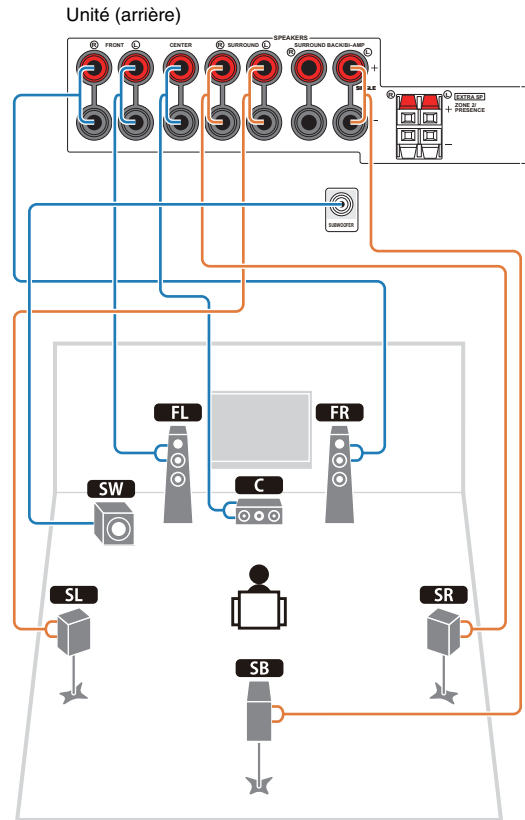 Unité (arrière)
SPEAKERS
R FRONT L CENTER R SURROUND L SURROUND BACK/BI-AMP
R L
+
SINGLE
-
R L EXTRA SP
+ ZONE 2/
PRESENCE
-
SUBWOOFER
FL FR
SW C
SL SR
SB